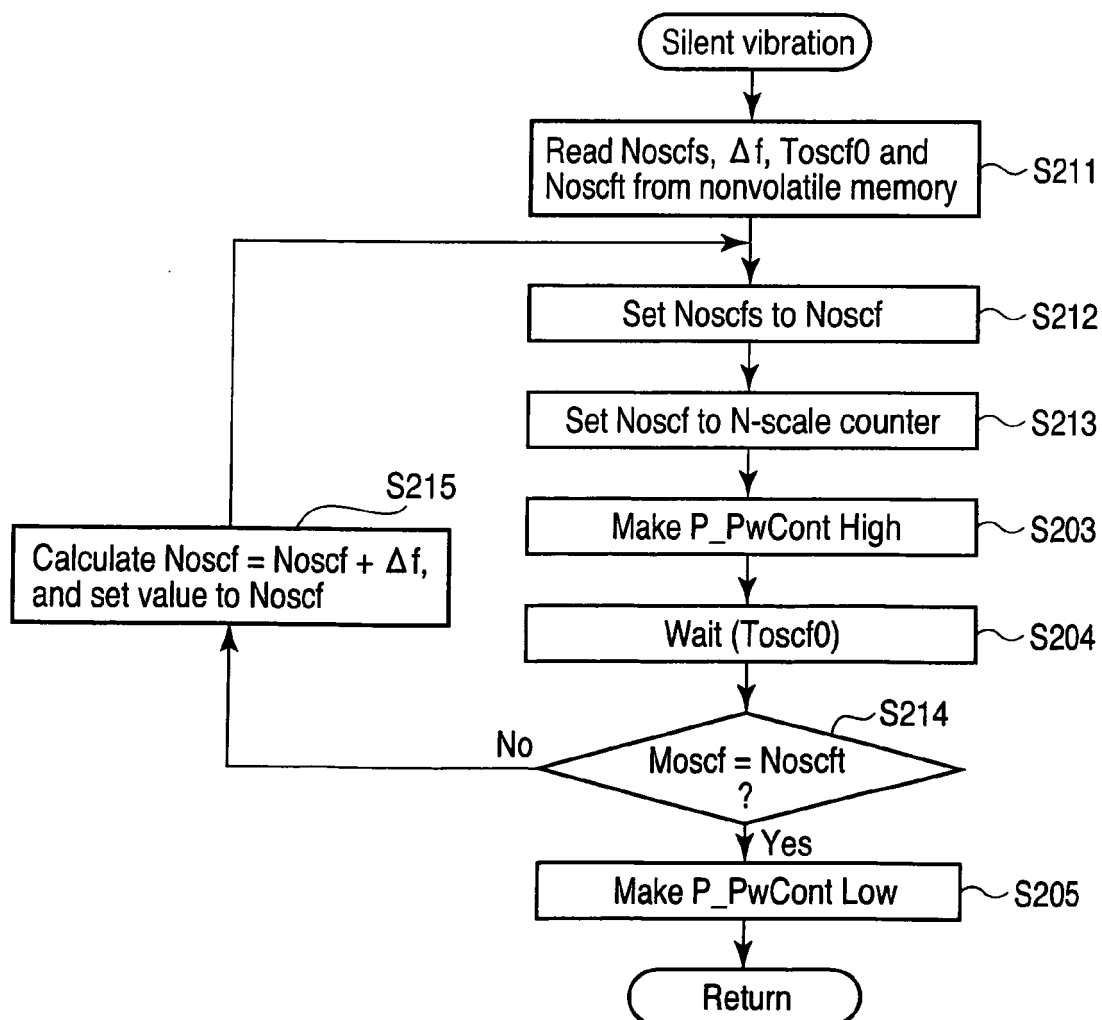 Silent vibration
Read Noscfs, Δf, Toscf0 and
Noscft from nonvolatile memory
S211
Set Noscfs to Noscf
S212
Set Noscf to N-scale counter
S213
S215
Calculate Noscf = Noscf + Δf,
and set value to Noscf
Make P_PwCont High
S203
Wait (Toscf0)
S204
S214
No
Moscf = Noscft
?
Yes
Make P_PwCont Low
S205
Return